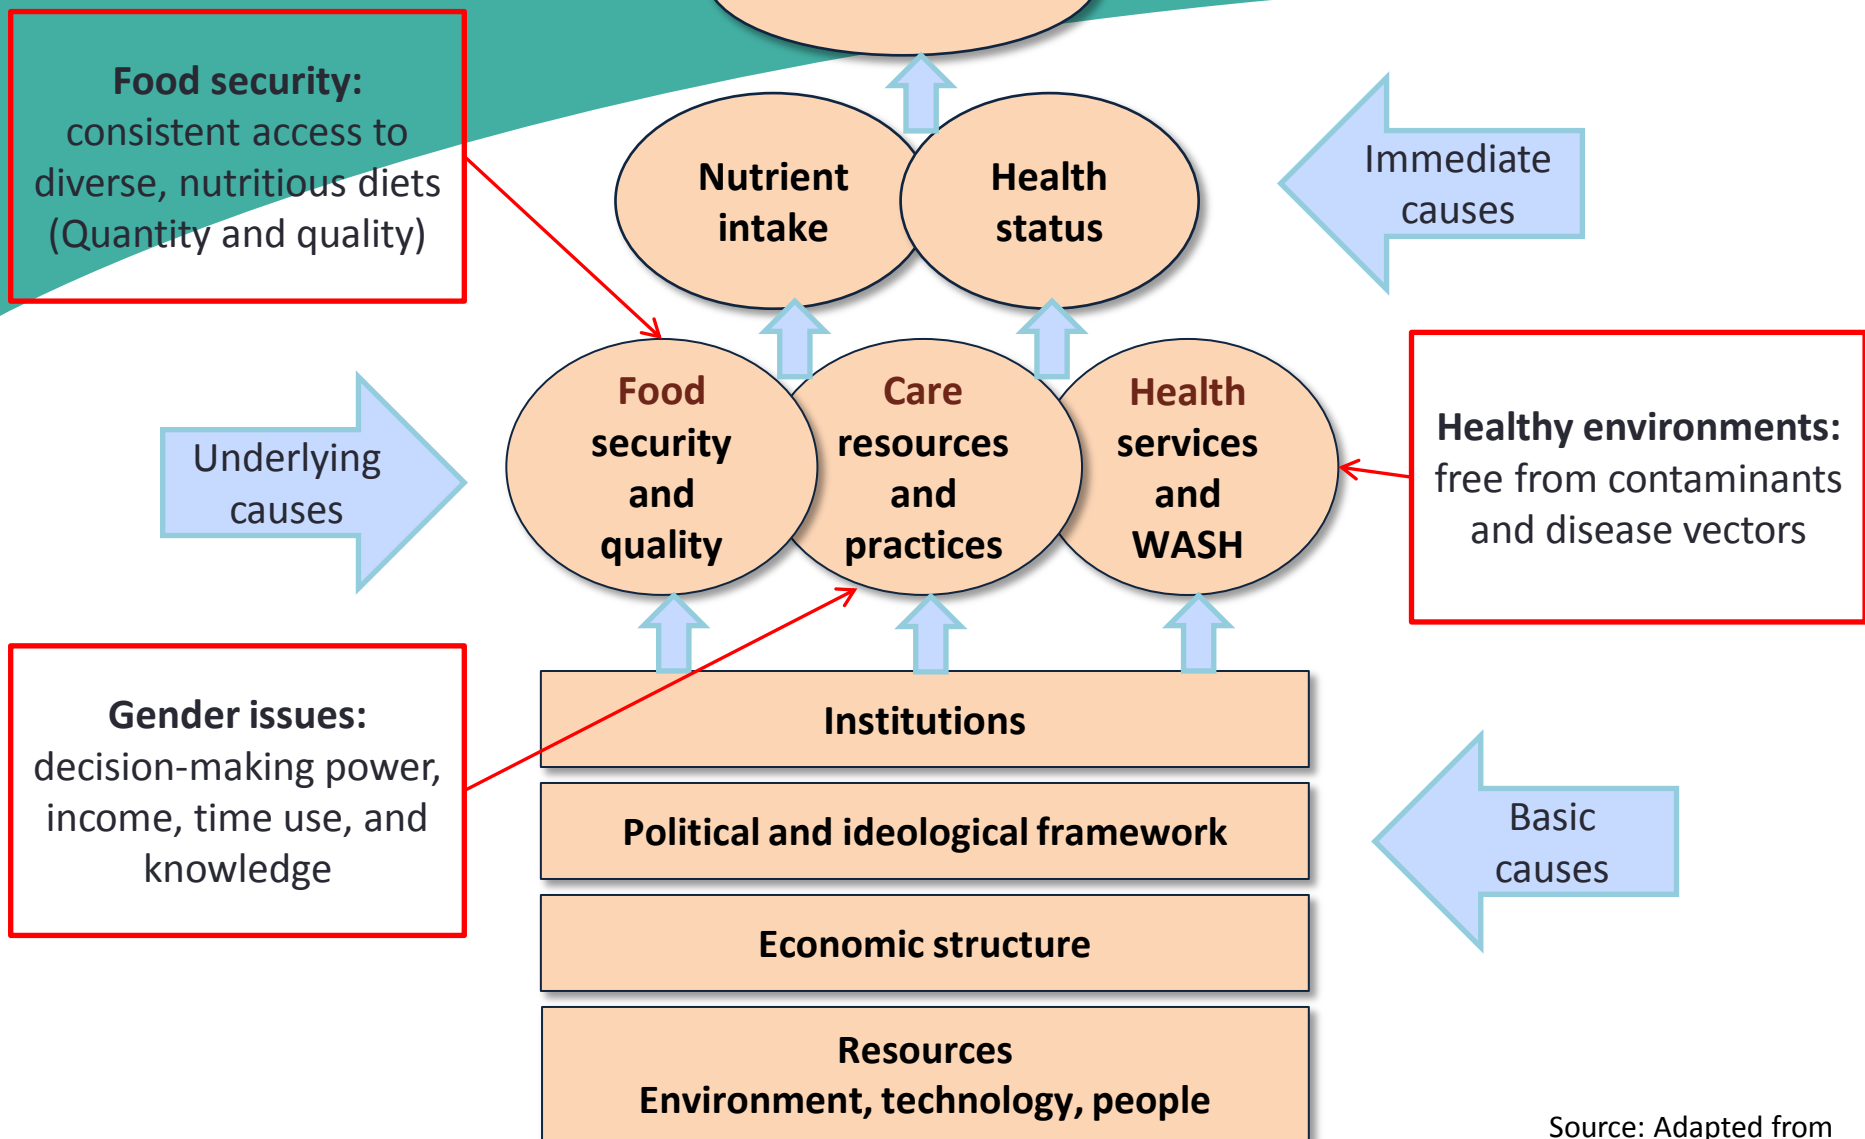 Food security:
consistent access to
diverse, nutritious diets
(Quantity and quality)
Nutrient
intake
Health
status
Immediate
causes
Underlying
causes
Food
security
and
quality
Care
resources
and
practices
Health
services
and
WASH
Healthy environments:
free from contaminants
and disease vectors
Gender issues:
decision-making power,
income, time use, and
knowledge
Institutions
Political and ideological framework
Economic structure
Resources
Environment, technology, people
Basic
causes
Source: Adapted from